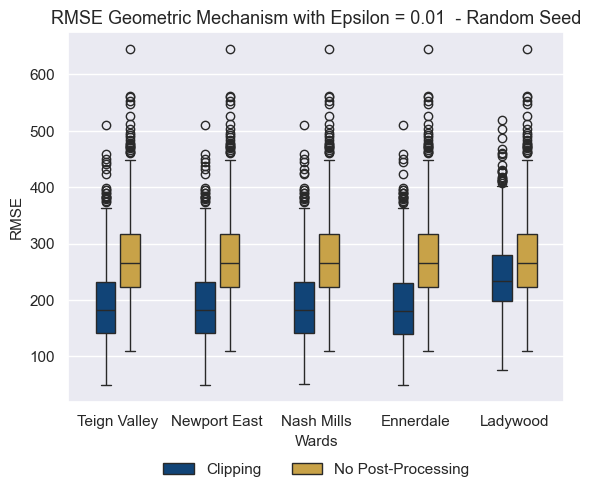 RMSE Geometric Mechanism with Epsilon = 0.01  - Random Seed
600
500
400
300
200
100
RMSE
Teign Valley
Newport East
Nash Mills
Ennerdale
Ladywood
Wards
Clipping
No Post-Processing